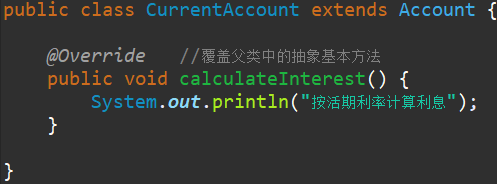 public class CurrentAccount extends Account {
@Override //覆盖父类中的抽象基本方法
public void calculateInterest() {
System.out.println("按活期利率计算利息");
}
}